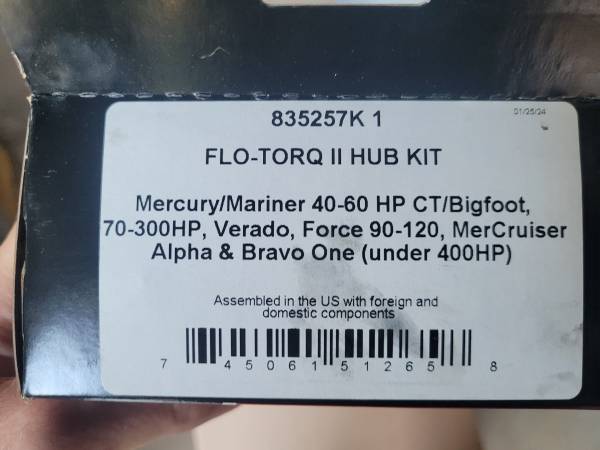 835257K 1
01/25/24
FLO-TORQ II HUB KIT
Mercury/Mariner 40-60 HP CT/Bigfoot,
70-300HP, Verado, Force 90-120, MerCruiser
Alpha & Bravo One (under 400HP)
Assembled in the US with foreign and
domestic components
7 45061 51265 8